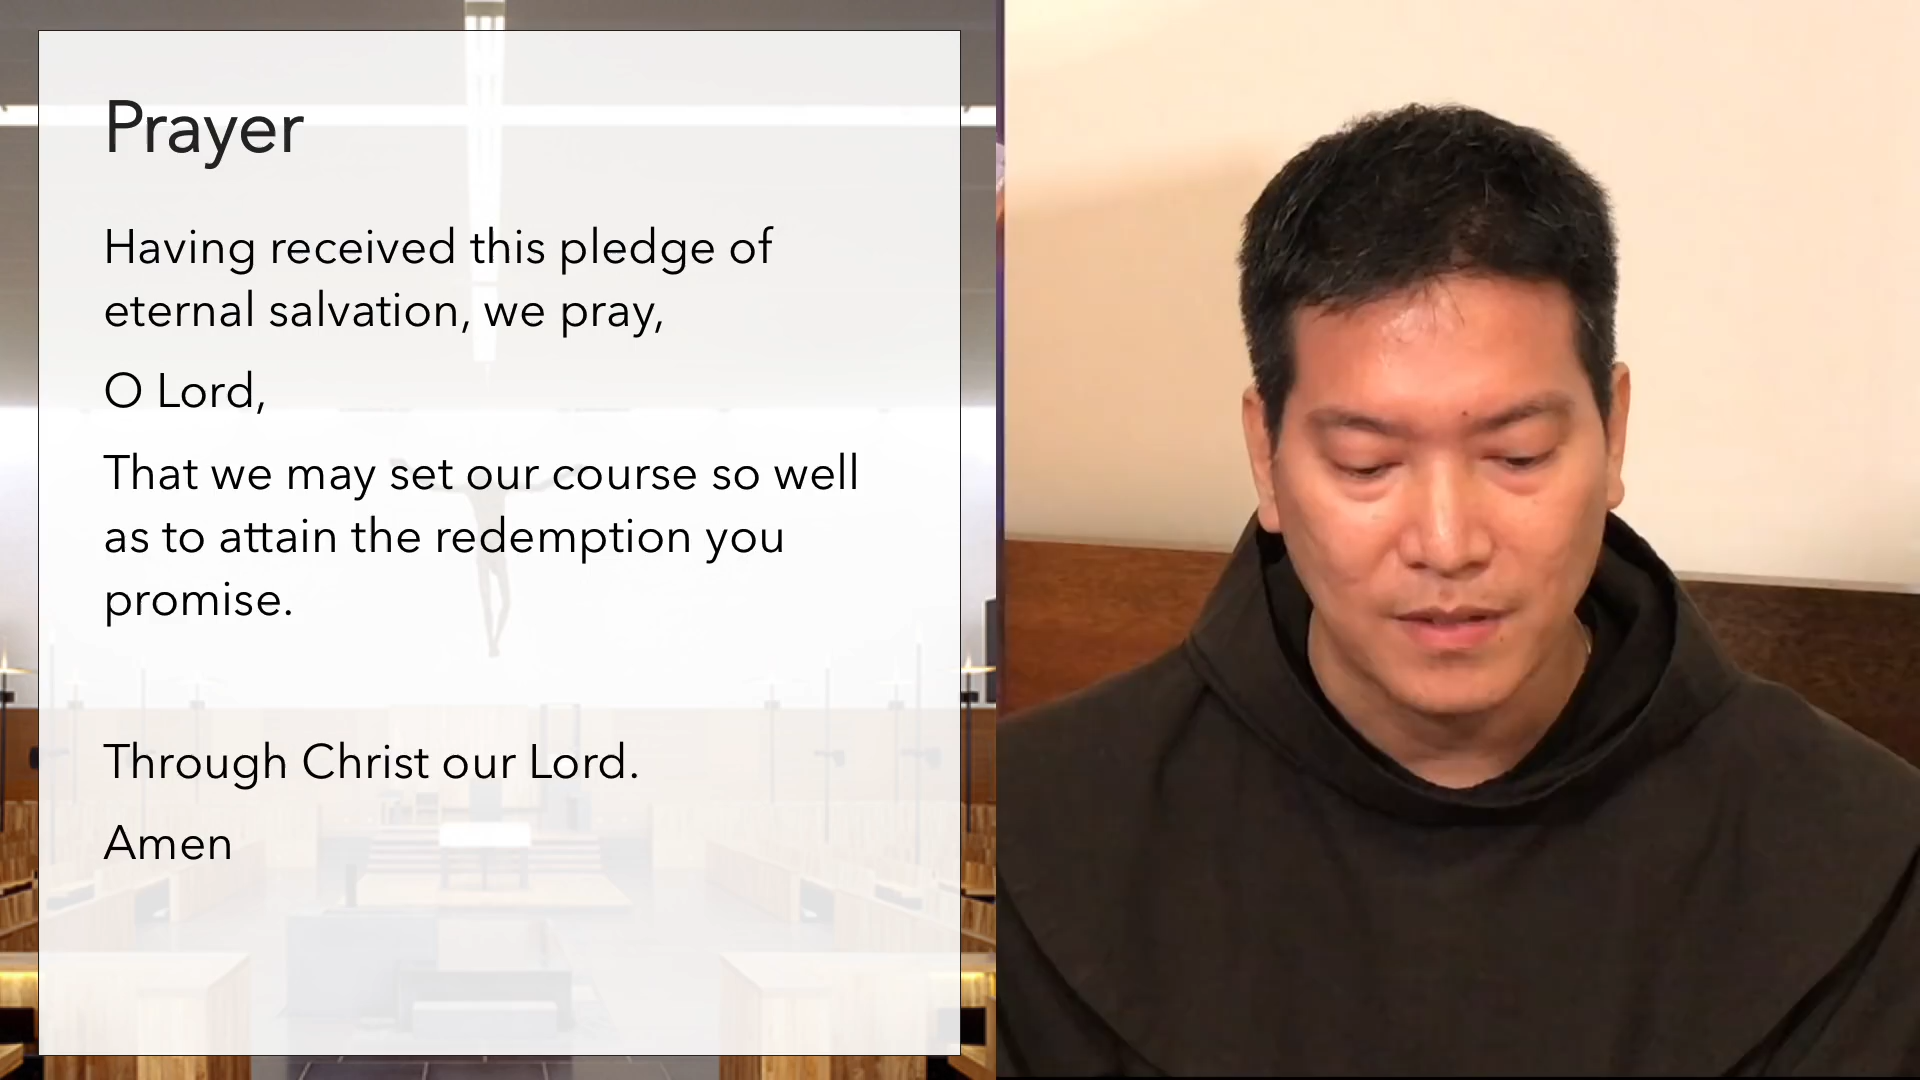 Prayer
Having received this pledge of
eternal salvation, we pray,
O Lord,
That we may set our course so well
as to attain the redemption you
promise.
Through Christ our Lord.
Amen